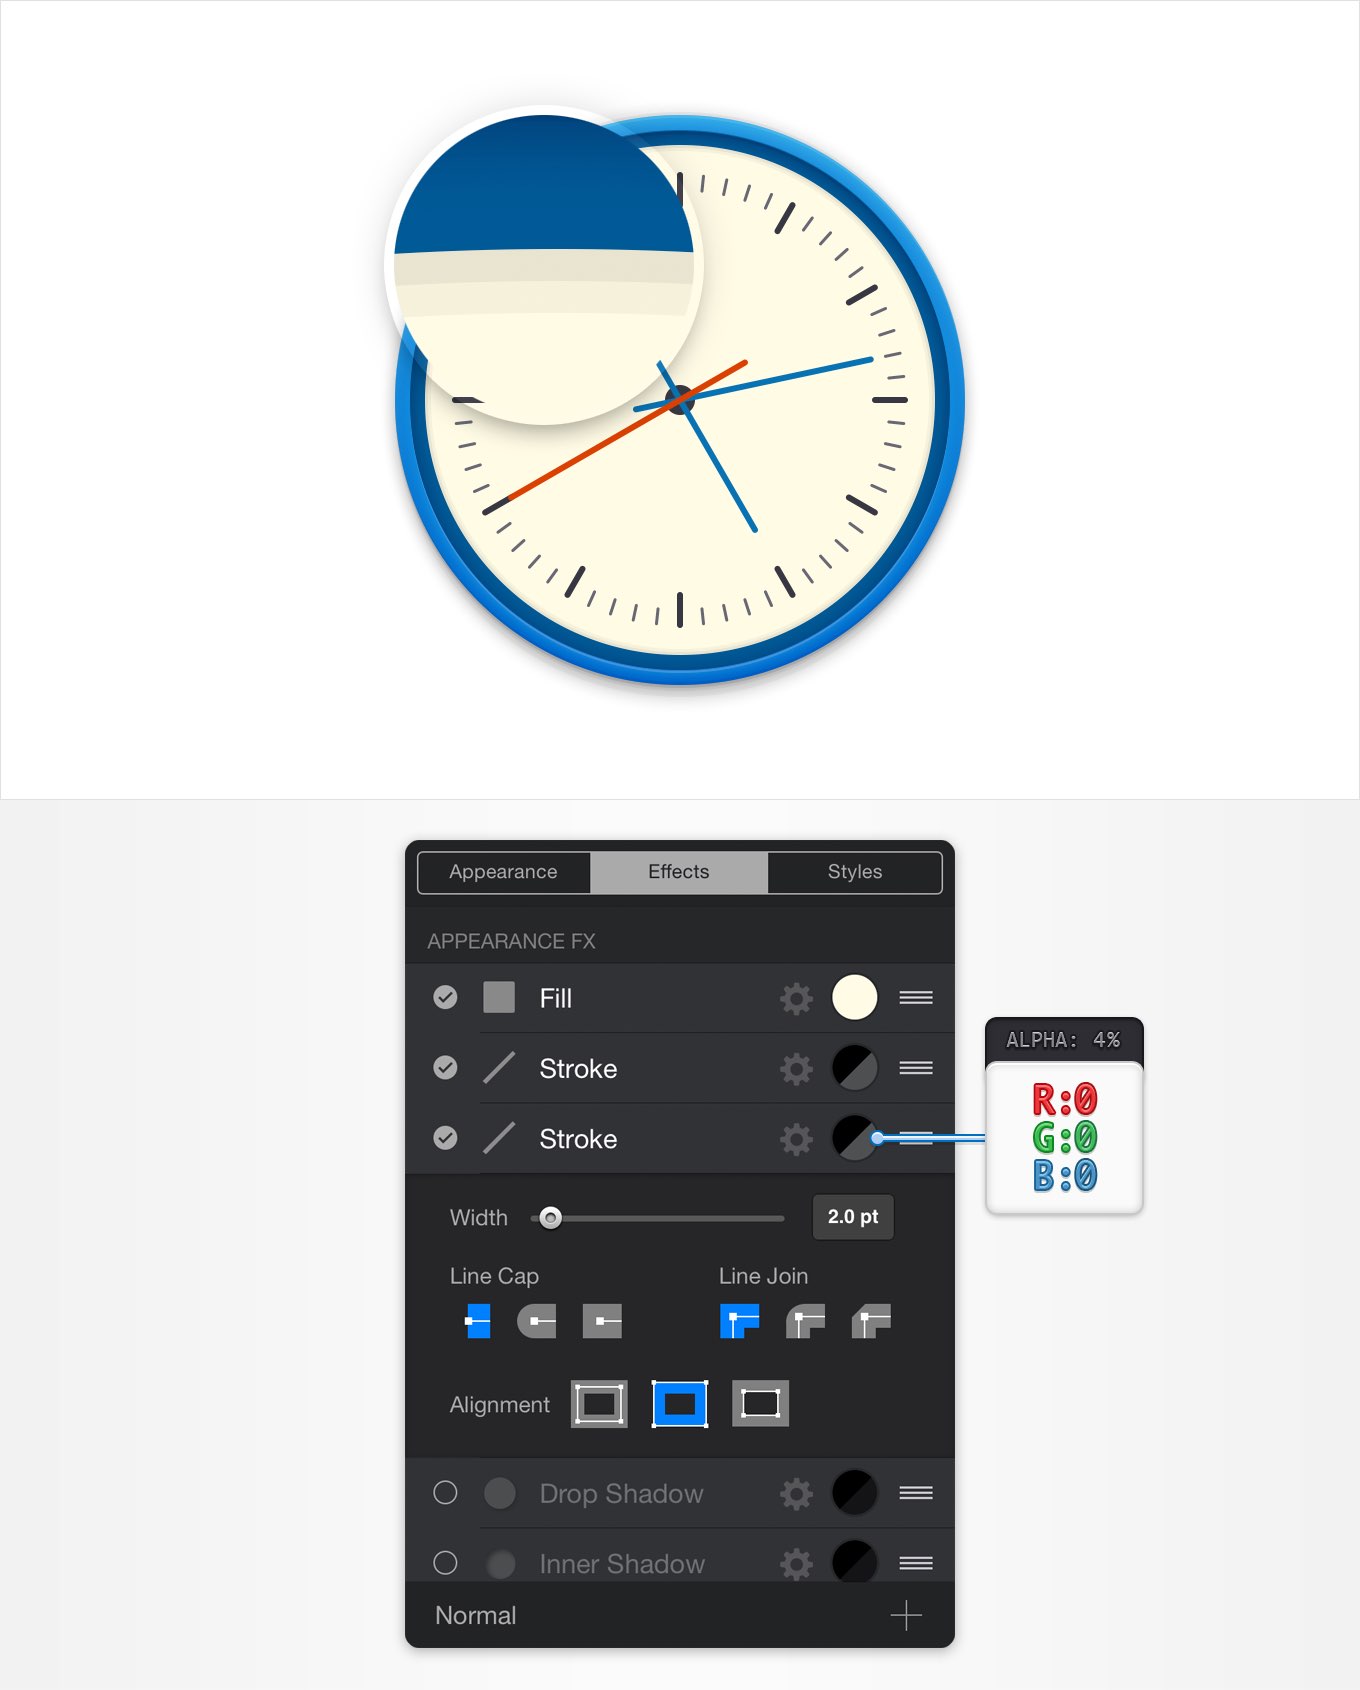 Appearance
Effects
Styles
APPEARANCE FX
Fill
Stroke
ALPHA: 4%
R:0
G:0
B:0
Stroke
Width
2.0 pt
Line Cap
Line Join
Alignment
Drop Shadow
Inner Shadow
Normal